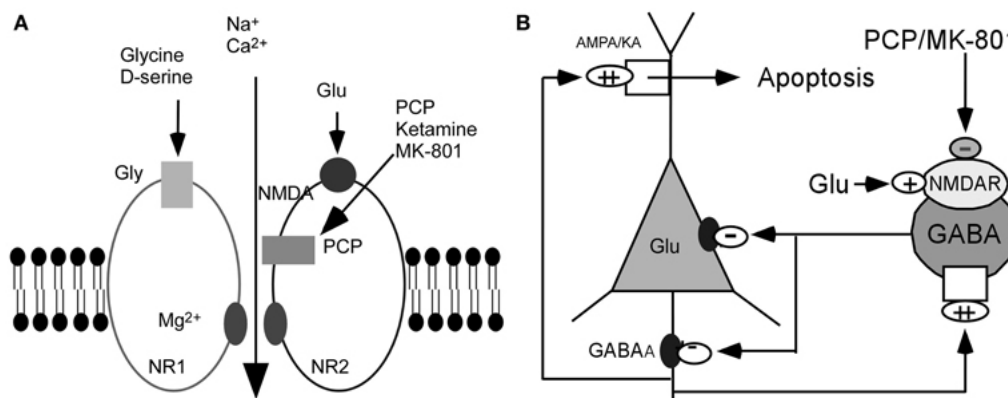 A
Na⁺
Ca²⁺
Glycine
D-serine
Glu
PCP
Ketamine
MK-801
Gly
NMDA
PCP
Mg²⁺
NR1
NR2
B
AMPA/KA
++
Apoptosis
PCP/MK-801
-
Glu
+
NMDAR
GABA
Glu
-
++
GABAA
-